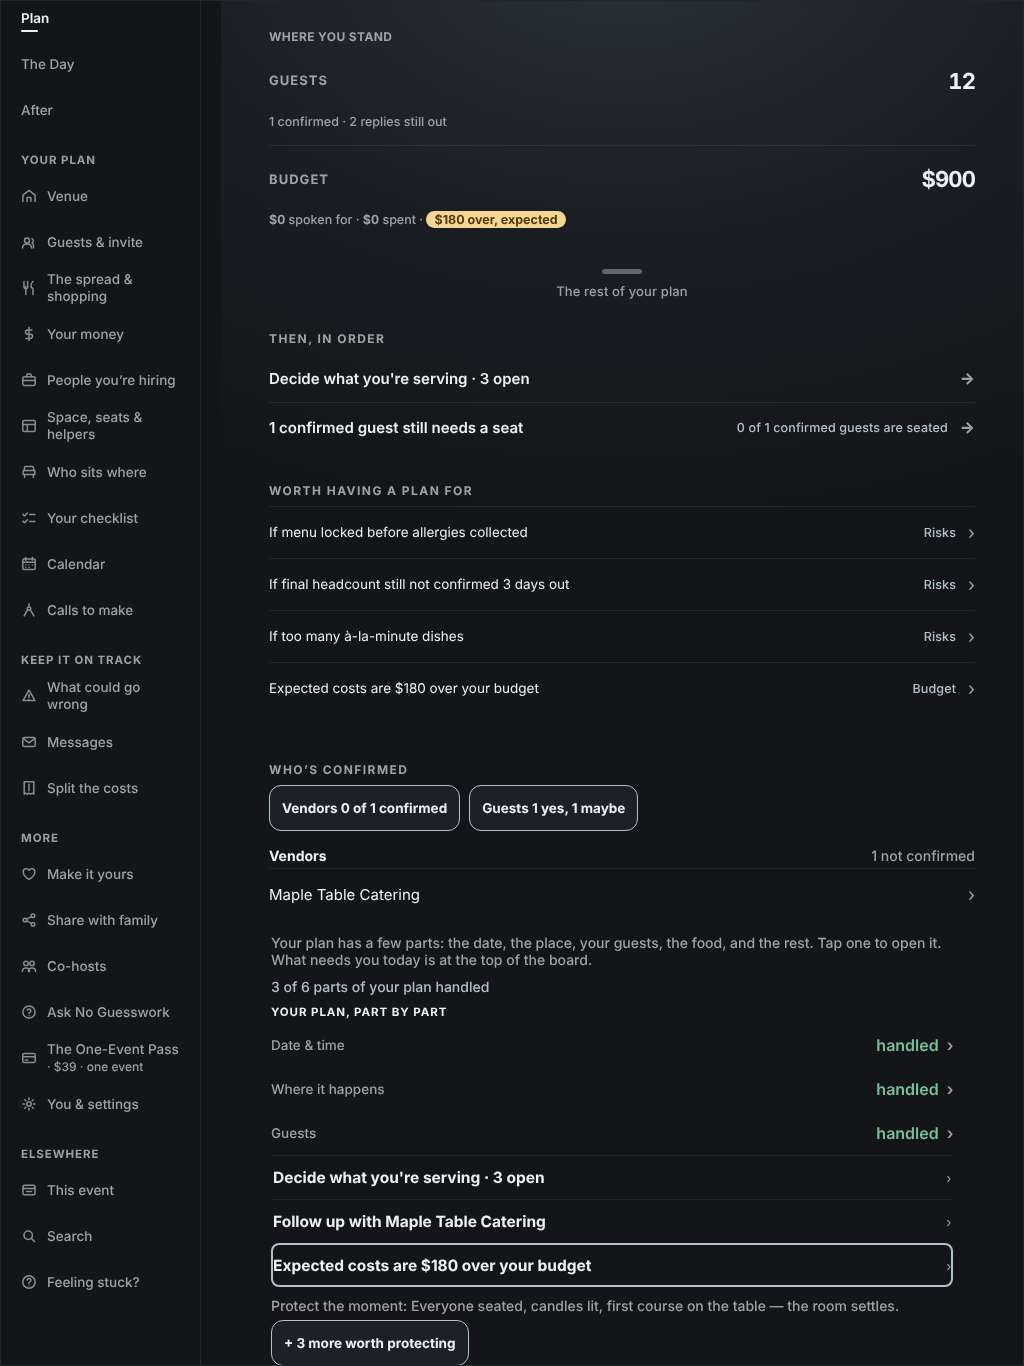 Plan
The Day
After
YOUR PLAN
Venue
Guests & invite
The spread &
shopping
Your money
People you’re hiring
Space, seats &
helpers
Who sits where
Your checklist
Calendar
Calls to make
KEEP IT ON TRACK
What could go
wrong
Messages
Split the costs
MORE
Make it yours
Share with family
Co-hosts
Ask No Guesswork
The One-Event Pass
· $39 · one event
You & settings
ELSEWHERE
This event
Search
Feeling stuck?
WHERE YOU STAND
GUESTS 12
1 confirmed · 2 replies still out
BUDGET $900
$0 spoken for · $0 spent · $180 over, expected
The rest of your plan
THEN, IN ORDER
Decide what you're serving · 3 open →
1 confirmed guest still needs a seat 0 of 1 confirmed guests are seated →
WORTH HAVING A PLAN FOR
If menu locked before allergies collected Risks ›
If final headcount still not confirmed 3 days out Risks ›
If too many à-la-minute dishes Risks ›
Expected costs are $180 over your budget Budget ›
WHO’S CONFIRMED
Vendors 0 of 1 confirmed Guests 1 yes, 1 maybe
Vendors 1 not confirmed
Maple Table Catering ›
Your plan has a few parts: the date, the place, your guests, the food, and the rest. Tap one to open it.
What needs you today is at the top of the board.
3 of 6 parts of your plan handled
YOUR PLAN, PART BY PART
Date & time handled ›
Where it happens handled ›
Guests handled ›
Decide what you're serving · 3 open ›
Follow up with Maple Table Catering ›
Expected costs are $180 over your budget ›
Protect the moment: Everyone seated, candles lit, first course on the table — the room settles.
+ 3 more worth protecting